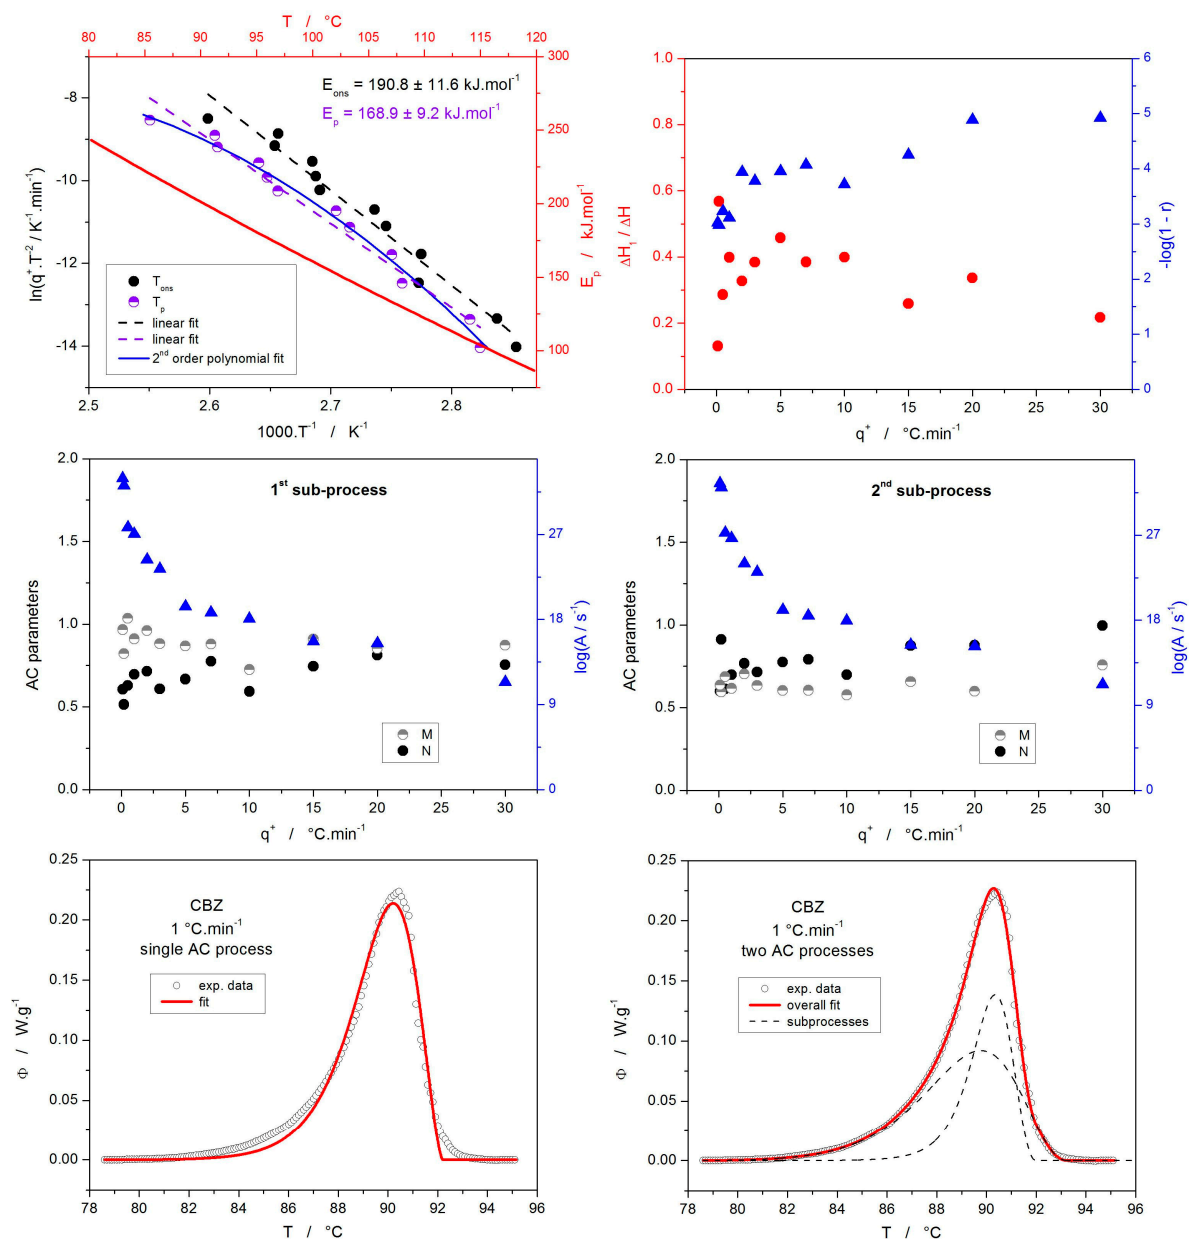 T / °C
80 85 90 95 100 105 110 115 120
E_ons = 190.8 ± 11.6 kJ.mol⁻¹
E_p = 168.9 ± 9.2 kJ.mol⁻¹
ln(q⁺.T⁻² / K⁻¹.min⁻¹)
-8
-10
-12
-14
300
250
200
150
100
E_p / kJ.mol⁻¹
T_ons
T_p
linear fit
linear fit
2nd order polynomial fit
2.5 2.6 2.7 2.8
1000.T⁻¹ / K⁻¹
ΔH₁ / ΔH
1.0
0.8
0.6
0.4
0.2
0.0
6
5
4
3
2
1
0
-log(1 - r)
0 5 10 15 20 25 30
q⁺ / °C.min⁻¹
1st sub-process
AC parameters
2.0
1.5
1.0
0.5
0.0
27
18
9
0
log(A / s⁻¹)
M
N
0 5 10 15 20 25 30
q⁺ / °C.min⁻¹
2nd sub-process
AC parameters
2.0
1.5
1.0
0.5
0.0
27
18
9
0
log(A / s⁻¹)
M
N
0 5 10 15 20 25 30
q⁺ / °C.min⁻¹
CBZ
1 °C.min⁻¹
single AC process
exp. data
fit
Φ / W.g⁻¹
0.25
0.20
0.15
0.10
0.05
0.00
78 80 82 84 86 88 90 92 94 96
T / °C
CBZ
1 °C.min⁻¹
two AC processes
exp. data
overall fit
subprocesses
Φ / W.g⁻¹
0.25
0.20
0.15
0.10
0.05
0.00
78 80 82 84 86 88 90 92 94 96
T / °C